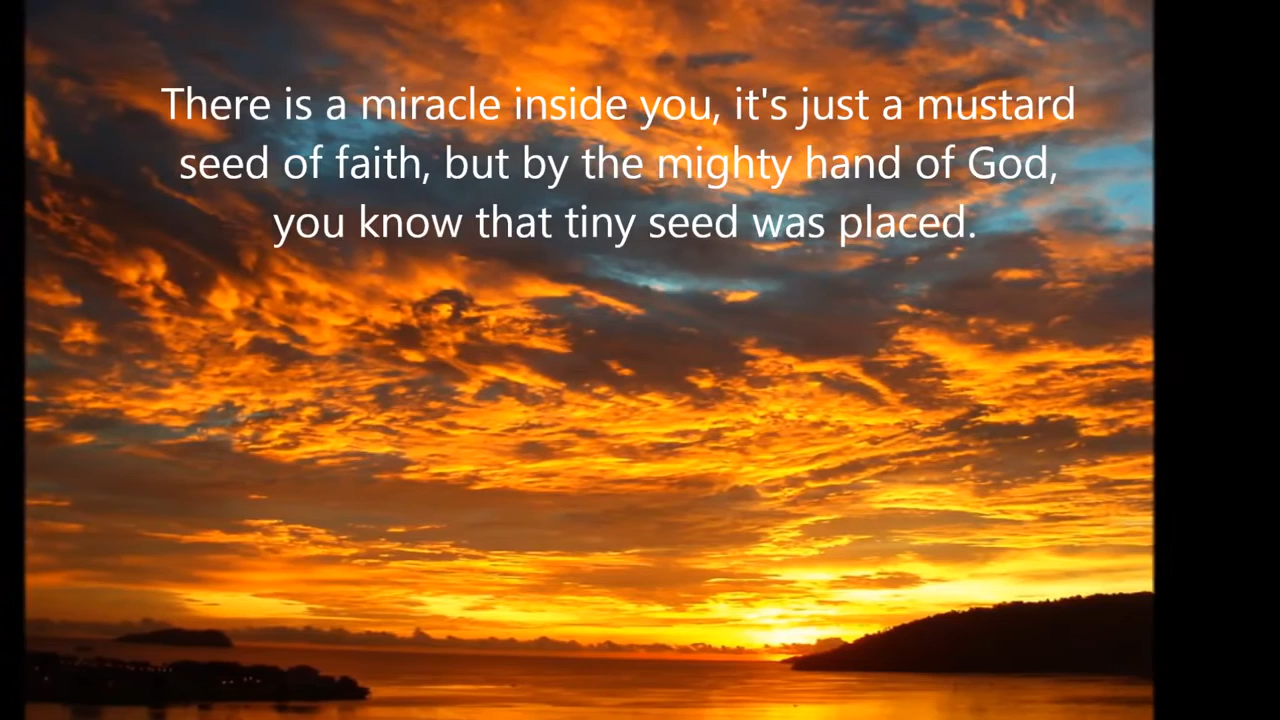 There is a miracle inside you, it's just a mustard
seed of faith, but by the mighty hand of God,
you know that tiny seed was placed.